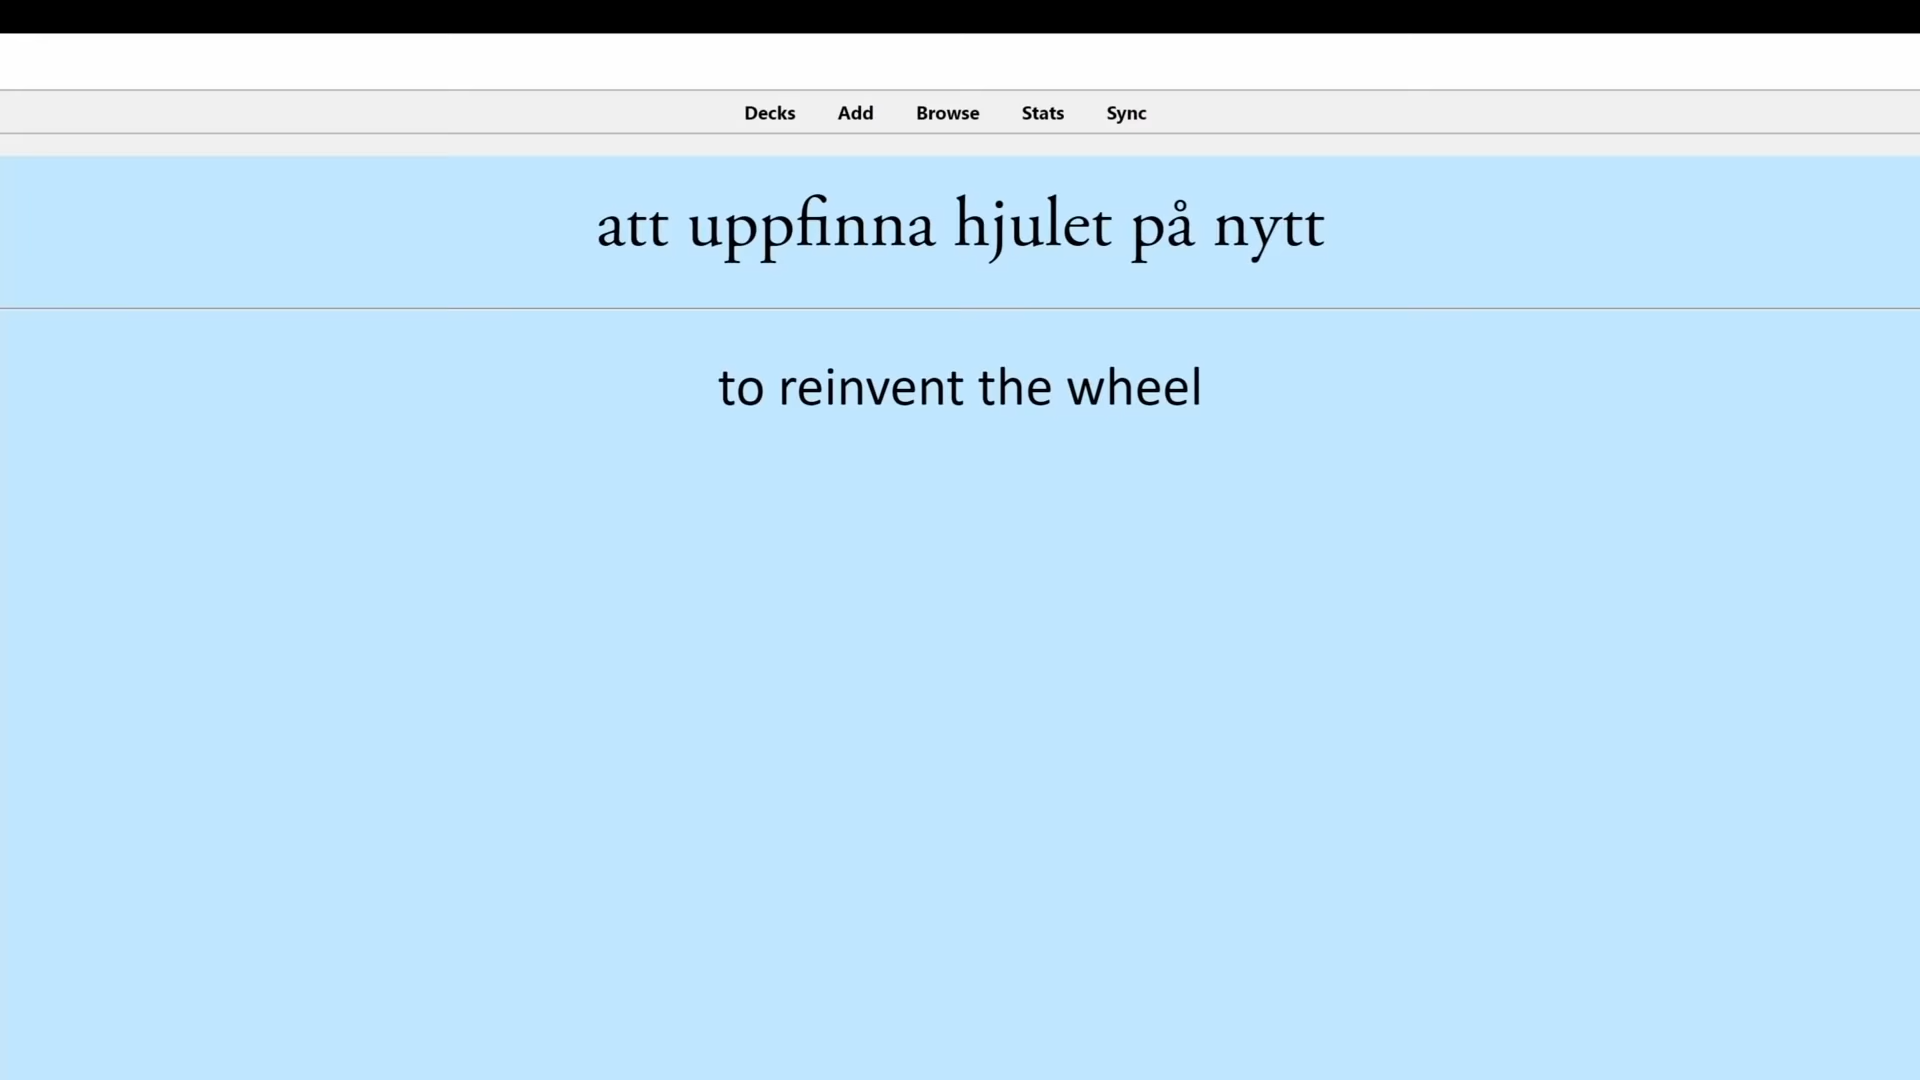 Decks Add Browse Stats Sync
att uppfinna hjulet på nytt
to reinvent the wheel